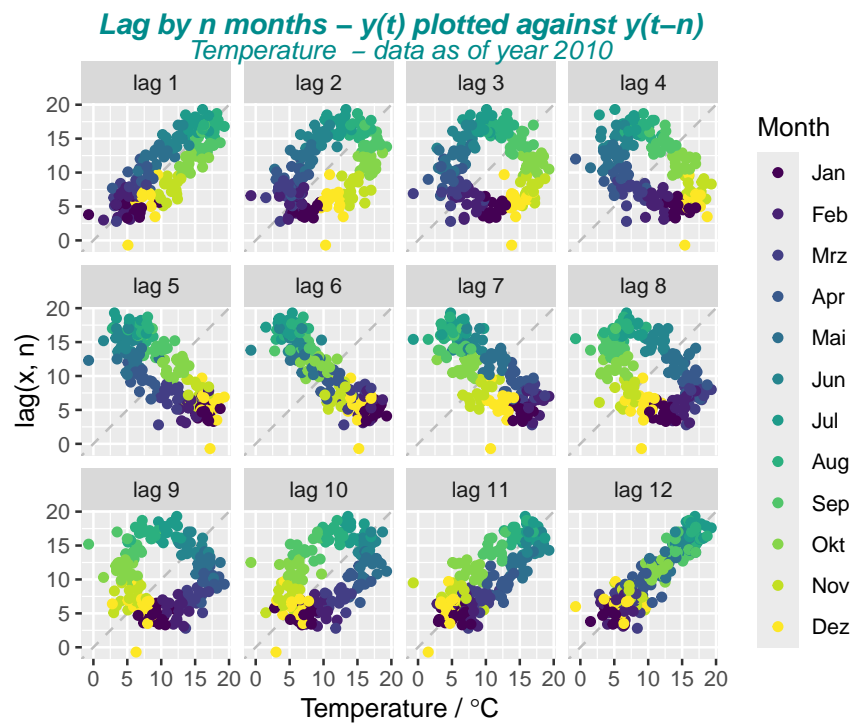 Lag by n months – y(t) plotted against y(t–n)
Temperature – data as of year 2010
lag 1 lag 2 lag 3 lag 4
20
15
10
5
0
lag 5 lag 6 lag 7 lag 8
20
15
10
5
0
lag 9 lag 10 lag 11 lag 12
20
15
10
5
0
0 5 10 15 20 0 5 10 15 20 0 5 10 15 20 0 5 10 15 20
lag(x, n)
Temperature / °C
Month
Jan
Feb
Mrz
Apr
Mai
Jun
Jul
Aug
Sep
Okt
Nov
Dez